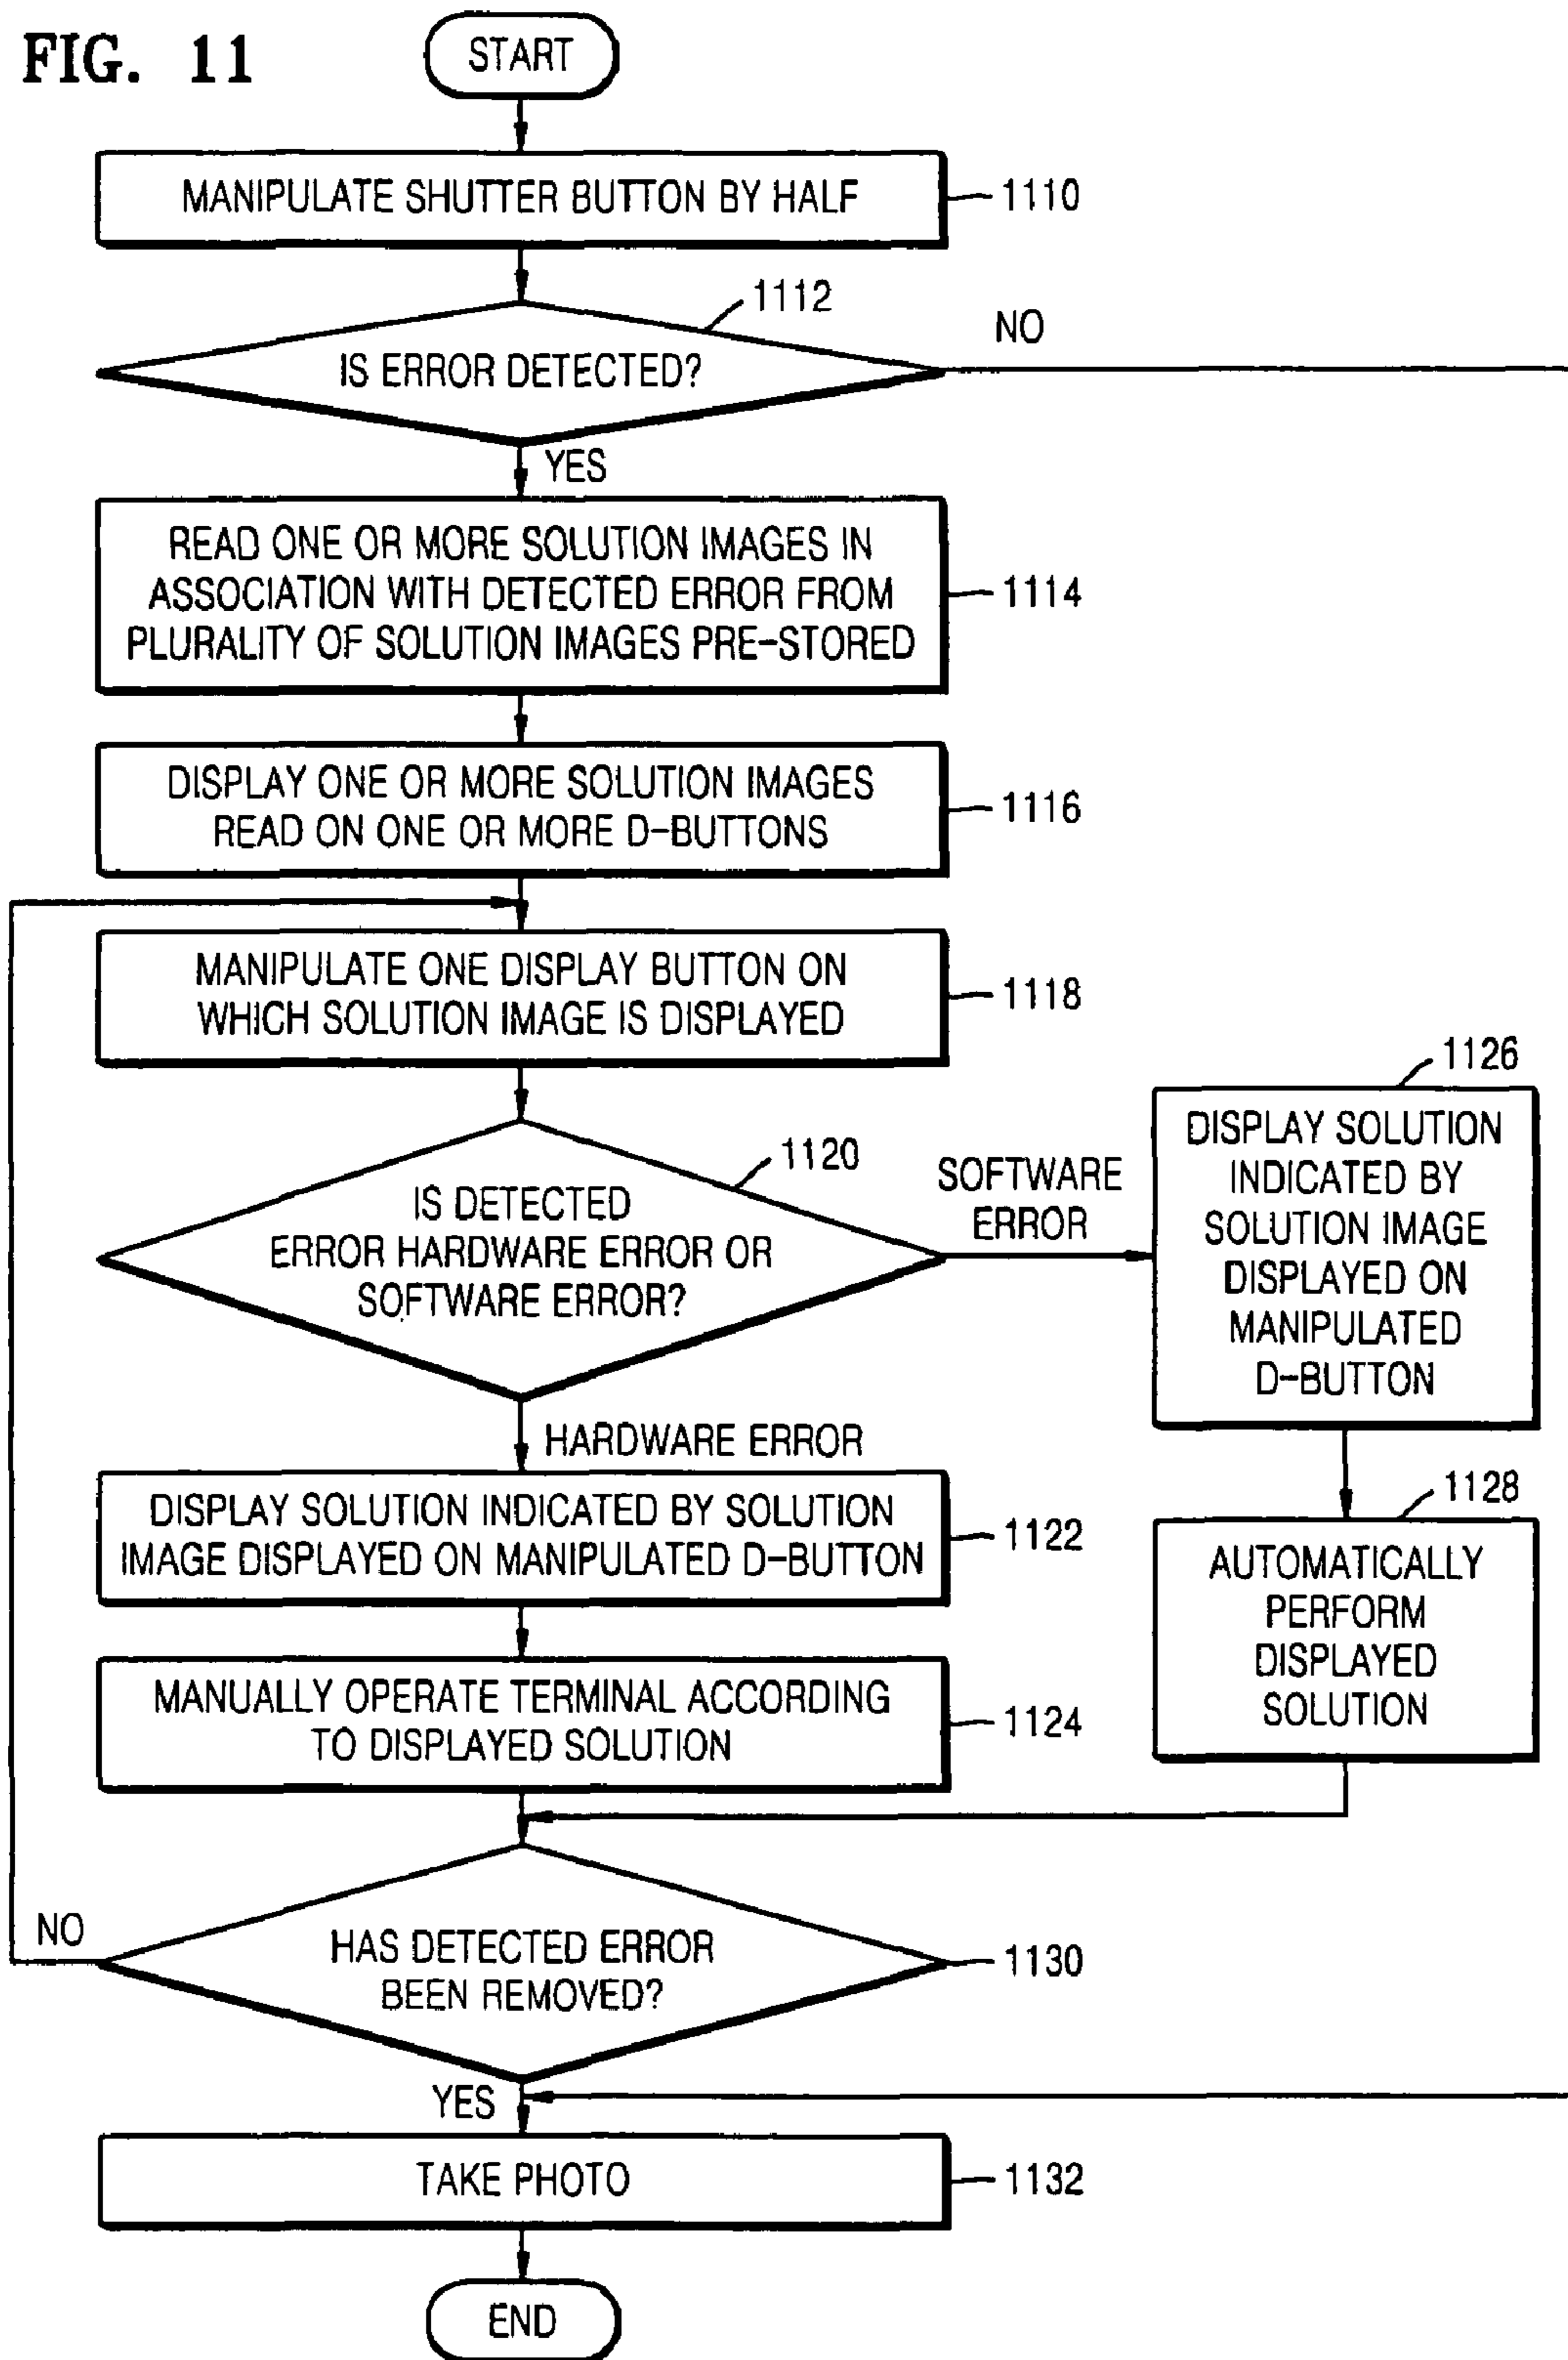 FIG. 11
START
MANIPULATE SHUTTER BUTTON BY HALF
1110
1112
IS ERROR DETECTED?
NO
YES
READ ONE OR MORE SOLUTION IMAGES IN
ASSOCIATION WITH DETECTED ERROR FROM
PLURALITY OF SOLUTION IMAGES PRE-STORED
1114
DISPLAY ONE OR MORE SOLUTION IMAGES
READ ON ONE OR MORE D-BUTTONS
1116
MANIPULATE ONE DISPLAY BUTTON ON
WHICH SOLUTION IMAGE IS DISPLAYED
1118
1120
IS DETECTED
ERROR HARDWARE ERROR OR
SOFTWARE ERROR?
SOFTWARE
ERROR
1126
DISPLAY SOLUTION
INDICATED BY
SOLUTION IMAGE
DISPLAYED ON
MANIPULATED
D-BUTTON
HARDWARE ERROR
DISPLAY SOLUTION INDICATED BY SOLUTION
IMAGE DISPLAYED ON MANIPULATED D-BUTTON
1122
1128
AUTOMATICALLY
PERFORM
DISPLAYED
SOLUTION
MANUALLY OPERATE TERMINAL ACCORDING
TO DISPLAYED SOLUTION
1124
NO
HAS DETECTED ERROR
BEEN REMOVED?
1130
YES
TAKE PHOTO
1132
END